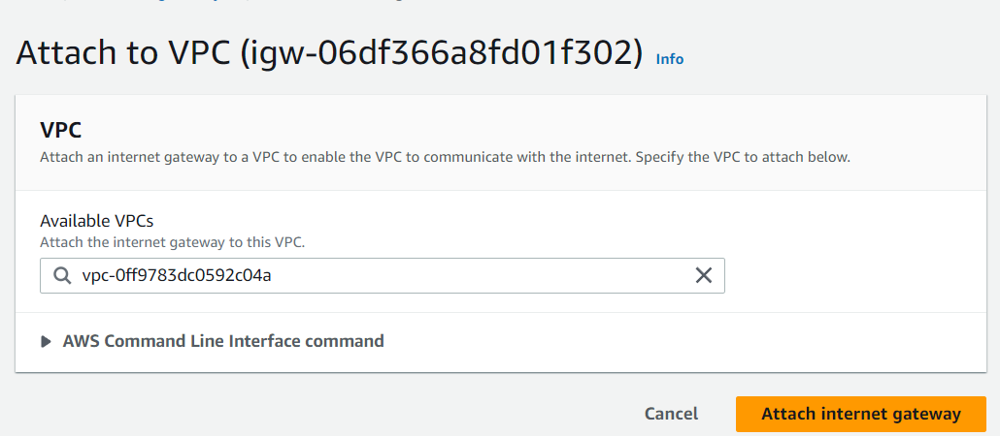 Attach to VPC (igw-06df366a8fd01f302) Info
VPC
Attach an internet gateway to a VPC to enable the VPC to communicate with the internet. Specify the VPC to attach below.
Available VPCs
Attach the internet gateway to this VPC.
vpc-0ff9783dc0592c04a
AWS Command Line Interface command
Cancel
Attach internet gateway